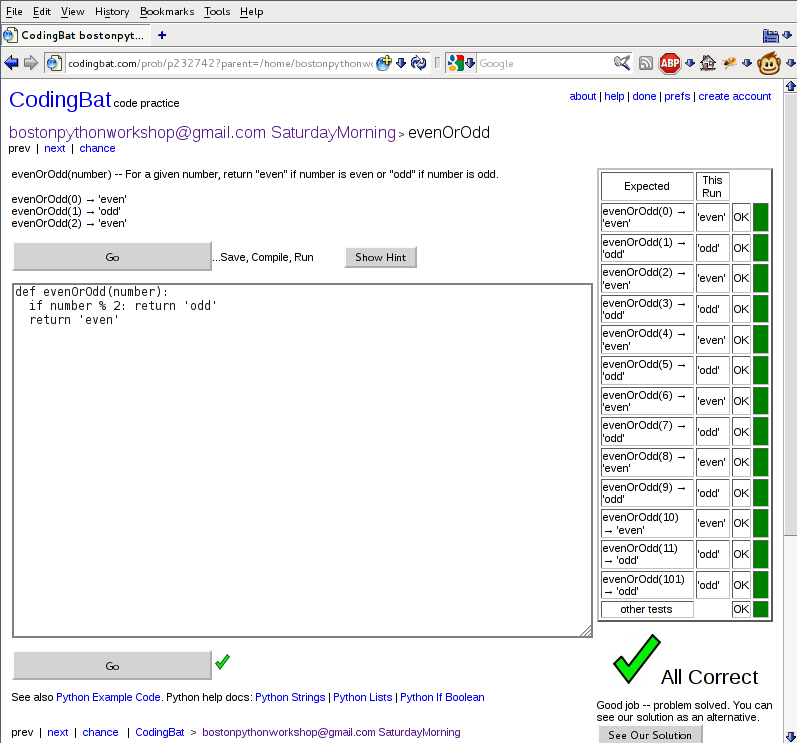 File Edit View History Bookmarks Tools Help
CodingBat bostonpyt... +
codingbat.com/prob/p232742?parent=/home/bostonpythonwo Google ABP
CodingBat code practice
about | help | done | prefs | create account
bostonpythonworkshop@gmail.com SaturdayMorning > evenOrOdd
prev | next | chance
evenOrOdd(number) -- For a given number, return "even" if number is even or "odd" if number is odd.
evenOrOdd(0) → 'even'
evenOrOdd(1) → 'odd'
evenOrOdd(2) → 'even'
Go ...Save, Compile, Run Show Hint
def evenOrOdd(number):
  if number % 2: return 'odd'
  return 'even'
Go
See also Python Example Code. Python help docs: Python Strings | Python Lists | Python If Boolean
prev | next | chance | CodingBat > bostonpythonworkshop@gmail.com SaturdayMorning
Expected This
Run
evenOrOdd(0) → 'even' OK
'even'
evenOrOdd(1) → 'odd' OK
'odd'
evenOrOdd(2) → 'even' OK
'even'
evenOrOdd(3) → 'odd' OK
'odd'
evenOrOdd(4) → 'even' OK
'even'
evenOrOdd(5) → 'odd' OK
'odd'
evenOrOdd(6) → 'even' OK
'even'
evenOrOdd(7) → 'odd' OK
'odd'
evenOrOdd(8) → 'even' OK
'even'
evenOrOdd(9) → 'odd' OK
'odd'
evenOrOdd(10) 'even' OK
→ 'even'
evenOrOdd(11) 'odd' OK
→ 'odd'
evenOrOdd(101) 'odd' OK
→ 'odd'
other tests OK
All Correct
Good job -- problem solved. You can
see our solution as an alternative.
See Our Solution